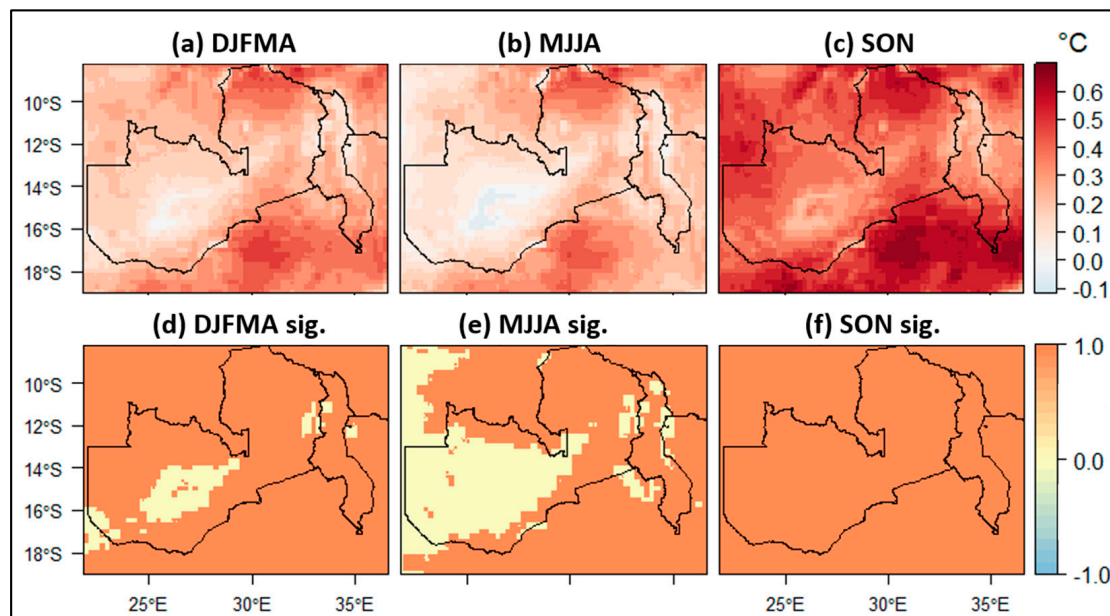 (a) DJFMA (b) MJJA (c) SON °C
10°S
12°S
14°S
16°S
18°S
0.6
0.5
0.4
0.3
0.2
0.1
0.0
-0.1
(d) DJFMA sig. (e) MJJA sig. (f) SON sig.
10°S
12°S
14°S
16°S
18°S
1.0
0.0
-1.0
25°E 30°E 35°E 25°E 30°E 35°E